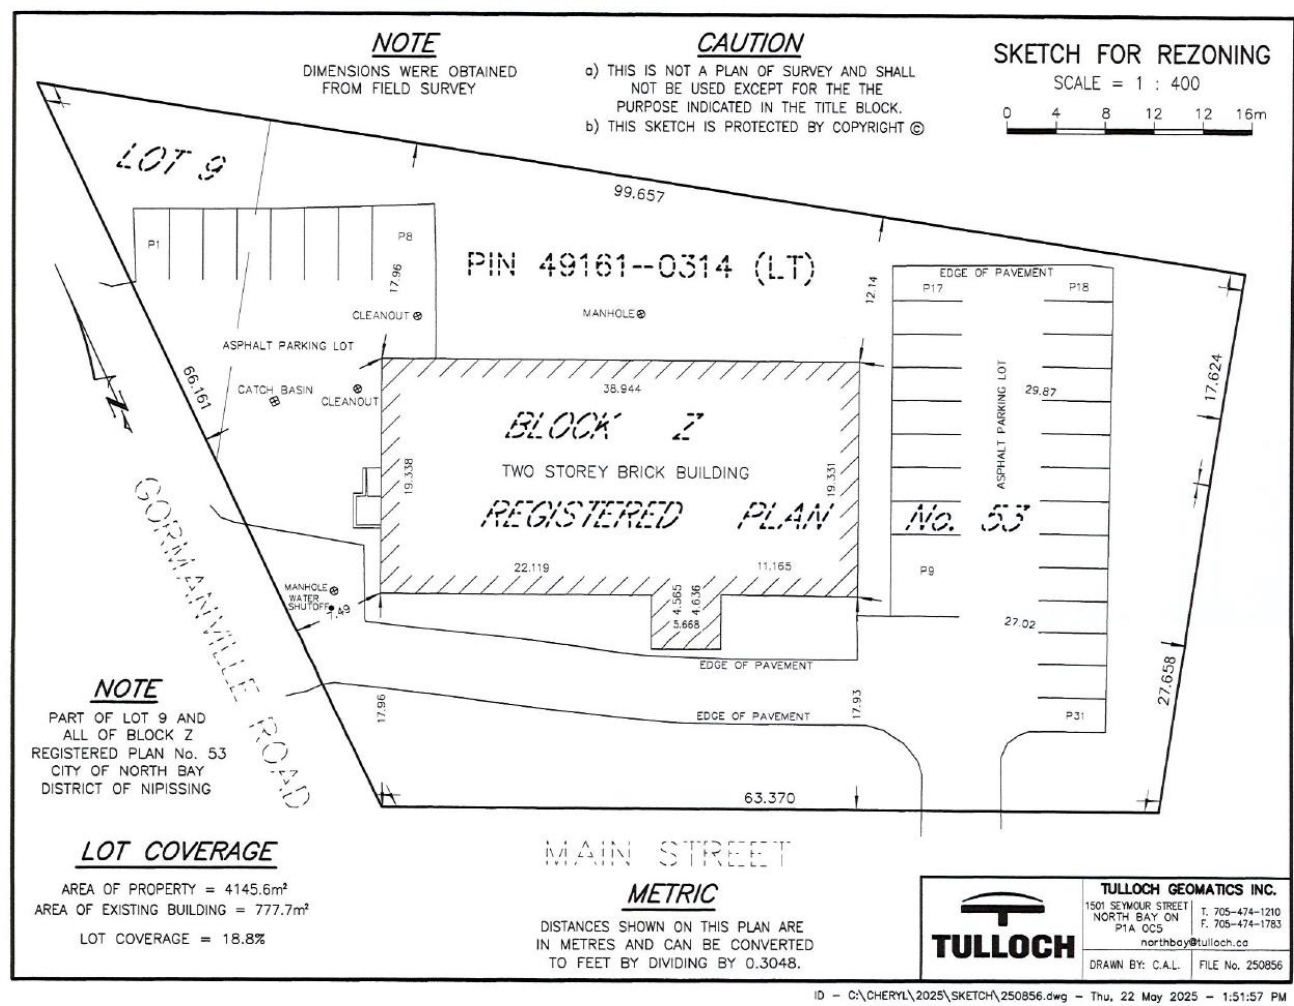 NOTE
DIMENSIONS WERE OBTAINED
FROM FIELD SURVEY
CAUTION
a) THIS IS NOT A PLAN OF SURVEY AND SHALL
NOT BE USED EXCEPT FOR THE THE
PURPOSE INDICATED IN THE TITLE BLOCK.
b) THIS SKETCH IS PROTECTED BY COPYRIGHT ©
SKETCH FOR REZONING
SCALE = 1 : 400
0 4 8 12 12 16m
LOT 9
99.657
P1
P8
17.96
PIN 49161--0314 (LT)
12.14
EDGE OF PAVEMENT
P17
P18
CLEANOUT
MANHOLE
ASPHALT PARKING LOT
66.161
CATCH BASIN
CLEANOUT
38.944
29.87
17.624
ASPHALT PARKING LOT
N
BLOCK Z
19.338
TWO STOREY BRICK BUILDING
19.331
REGISTERED PLAN No. 53
GORMANVILLE ROAD
22.119
11.165
P9
MANHOLE
WATER
SHUTOFF
7.49
4.565
4.636
5.668
27.02
EDGE OF PAVEMENT
27.658
17.96
EDGE OF PAVEMENT
17.93
P31
NOTE
PART OF LOT 9 AND
ALL OF BLOCK Z
REGISTERED PLAN No. 53
CITY OF NORTH BAY
DISTRICT OF NIPISSING
63.370
MAIN STREET
LOT COVERAGE
AREA OF PROPERTY = 4145.6m²
AREA OF EXISTING BUILDING = 777.7m²
LOT COVERAGE = 18.8%
METRIC
DISTANCES SHOWN ON THIS PLAN ARE
IN METRES AND CAN BE CONVERTED
TO FEET BY DIVIDING BY 0.3048.
TULLOCH
TULLOCH GEOMATICS INC.
1501 SEYMOUR STREET
NORTH BAY ON
P1A 0C5
T. 705-474-1210
F. 705-474-1783
northbay@tulloch.ca
DRAWN BY: C.A.L.
FILE No. 250856
ID - C:\CHERYL\2025\SKETCH\250856.dwg - Thu, 22 May 2025 - 1:51:57 PM